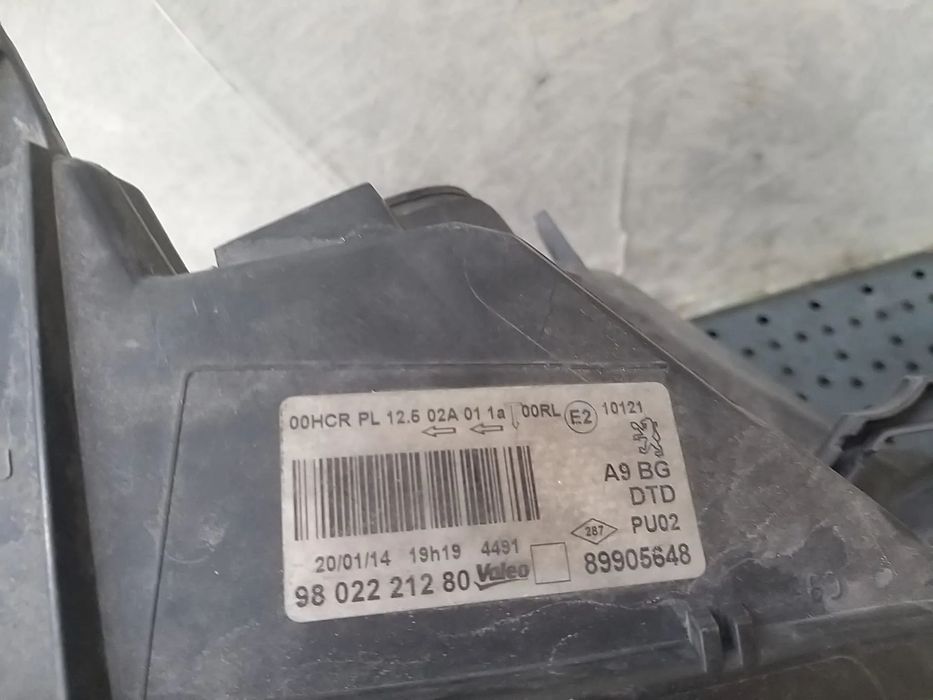 00HCR PL 12.5 02A 01 1a 00RL E2 10121
A9 BG
DTD
287 PU02
20/01/14 19h19 4491
98 022 212 80 Valeo 89905648